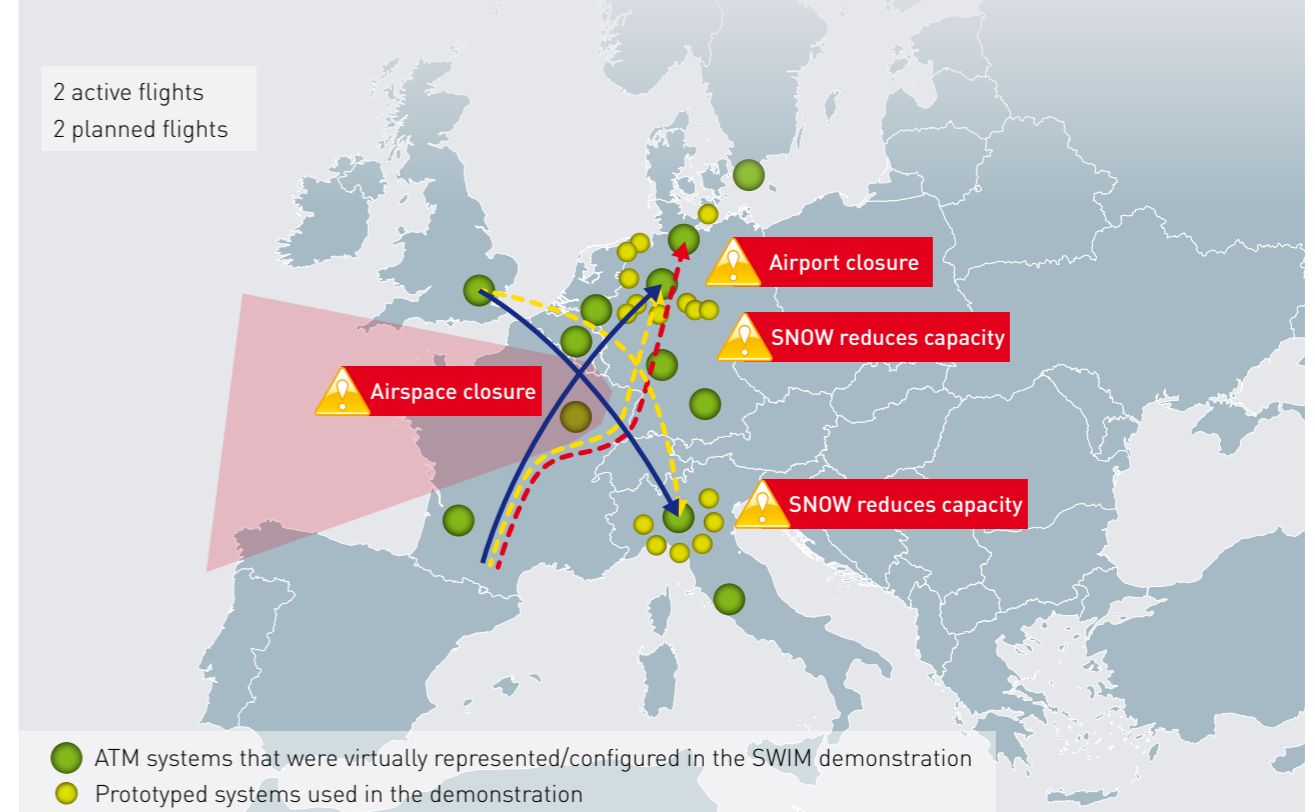 2 active flights
2 planned flights
Airport closure
SNOW reduces capacity
Airspace closure
SNOW reduces capacity
ATM systems that were virtually represented/configured in the SWIM demonstration
Prototyped systems used in the demonstration